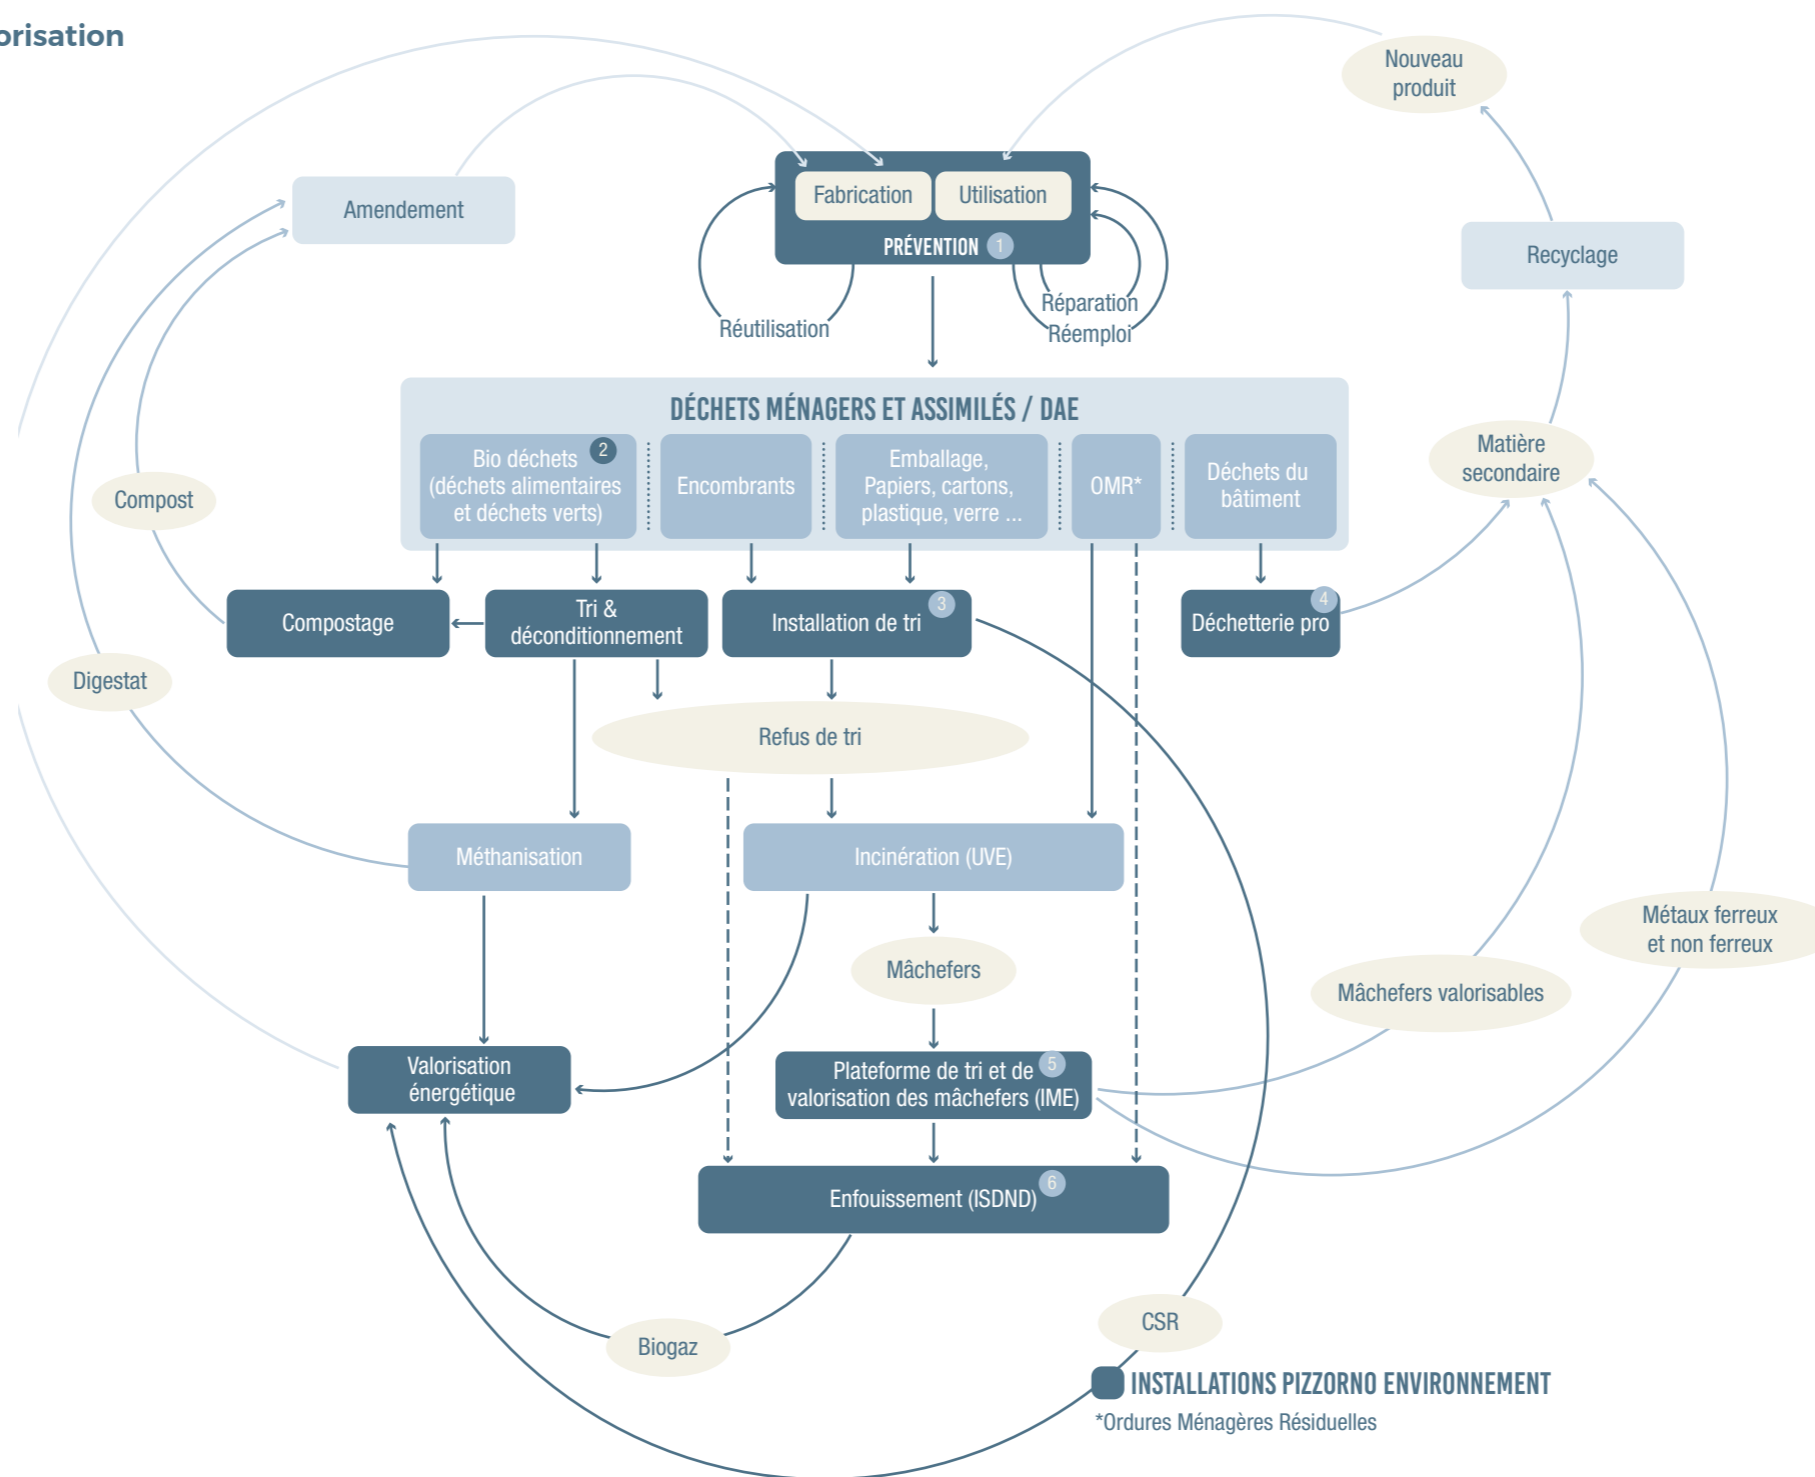 orisation
Nouveau
produit
Fabrication
Utilisation
PRÉVENTION 1
Amendement
Recyclage
Réparation
Réutilisation
Réemploi
DÉCHETS MÉNAGERS ET ASSIMILÉS / DAE
Bio déchets 2
(déchets alimentaires
et déchets verts)
Encombrants
Emballage,
Papiers, cartons,
plastique, verre ...
OMR*
Déchets du
bâtiment
Matière
secondaire
Compost
Compostage
Tri &
déconditionnement
Installation de tri 3
Déchetterie pro 4
Digestat
Refus de tri
Méthanisation
Incinération (UVE)
Métaux ferreux
et non ferreux
Mâchefers
Mâchefers valorisables
Valorisation
énergétique
Plateforme de tri et de 5
valorisation des mâchefers (IME)
Enfouissement (ISDND) 6
CSR
Biogaz
INSTALLATIONS PIZZORNO ENVIRONNEMENT
*Ordures Ménagères Résiduelles